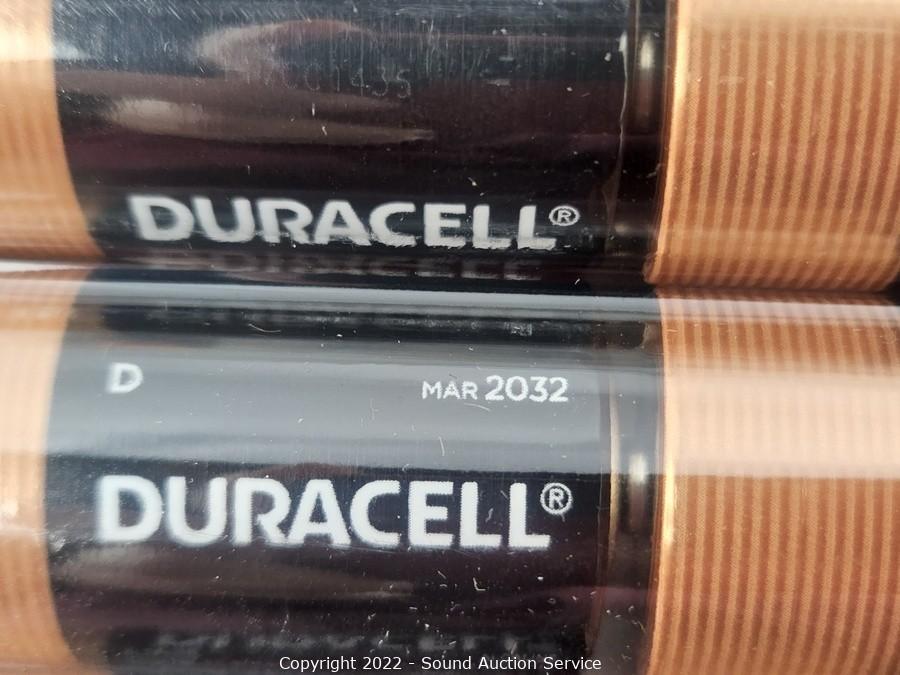 DURACELL®
D MAR 2032
DURACELL®
Copyright 2022 - Sound Auction Service